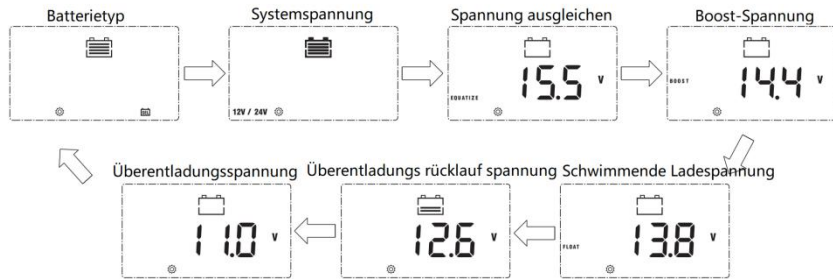 Batterietyp
Systemspannung
Spannung ausgleichen
Boost-Spannung
12V / 24V
EQUATIZE
15.5 V
BOOST
14.4 V
Überentladungsspannung
Überentladungs rücklauf spannung
Schwimmende Ladespannung
11.0 V
12.6 V
FLOAT
13.8 V